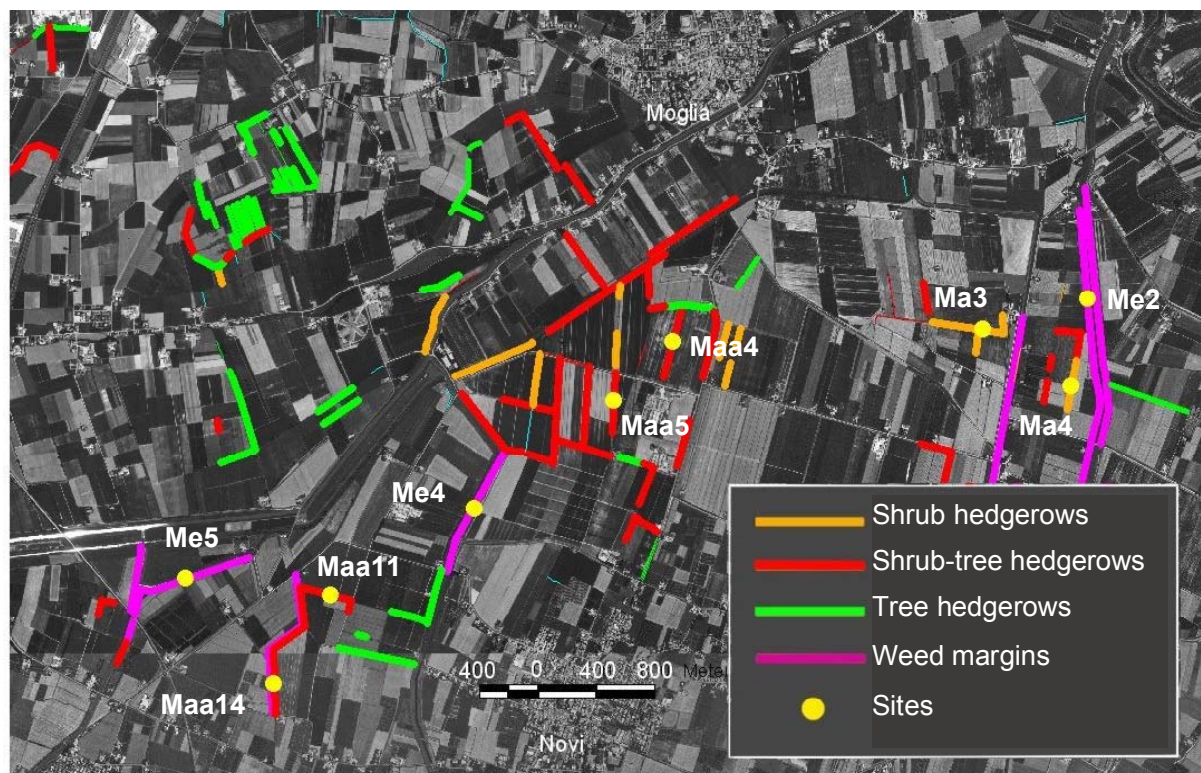 Moglia
Ma3
Me2
Maa4
Ma4
Maa5
Me4
Me5
Maa11
Maa14
400 0 400 800
Novi
Shrub hedgerows
Shrub-tree hedgerows
Tree hedgerows
Weed margins
Sites